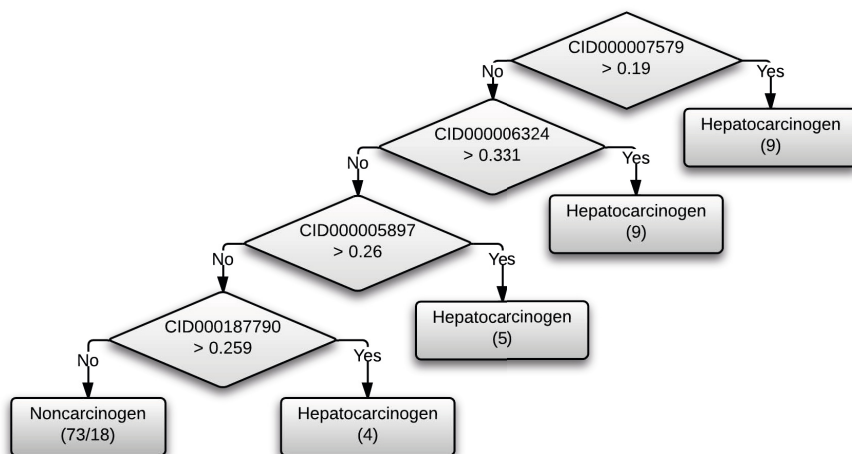 CID000007579
> 0.19
No
Yes
Hepatocarcinogen
(9)
CID000006324
> 0.331
No
Yes
Hepatocarcinogen
(9)
CID000005897
> 0.26
No
Yes
Hepatocarcinogen
(5)
CID000187790
> 0.259
No
Yes
Noncarcinogen
(73/18)
Hepatocarcinogen
(4)